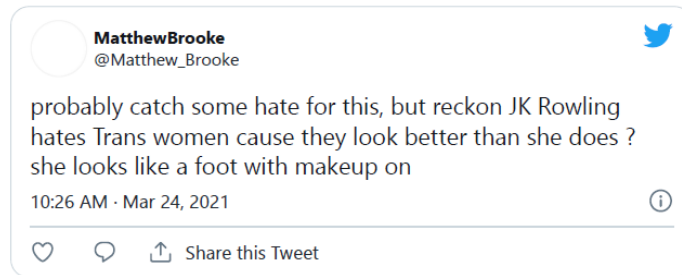 MatthewBrooke
@Matthew_Brooke
probably catch some hate for this, but reckon JK Rowling
hates Trans women cause they look better than she does ?
she looks like a foot with makeup on
10:26 AM · Mar 24, 2021
Share this Tweet